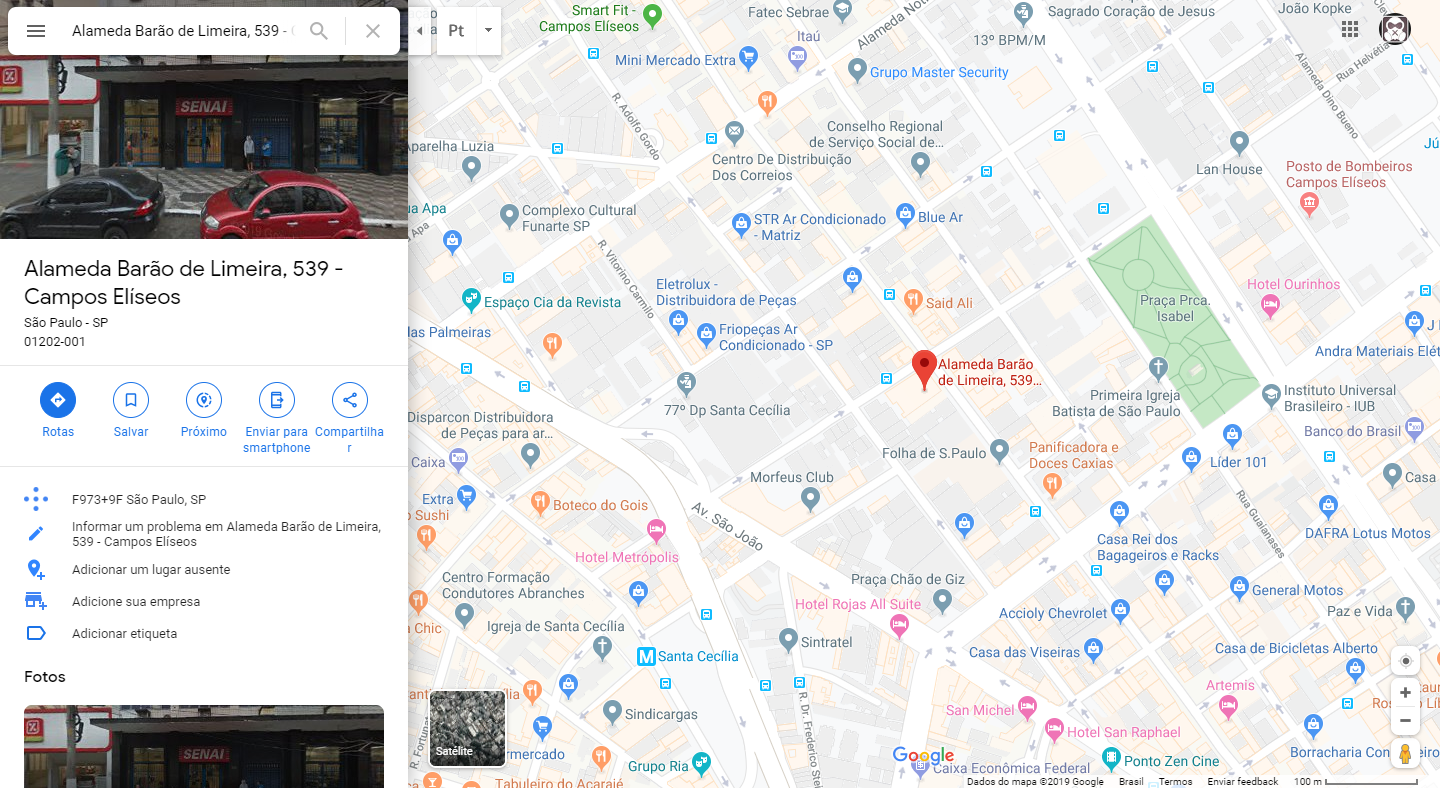 Alameda Barão de Limeira, 539 -
SENAI
Alameda Barão de Limeira, 539 -
Campos Elíseos
São Paulo - SP
01202-001
Rotas
Salvar
Próximo
Enviar para
smartphone
Compartilha
r
F973+9F São Paulo, SP
Informar um problema em Alameda Barão de Limeira,
539 - Campos Elíseos
Adicionar um lugar ausente
Adicione sua empresa
Adicionar etiqueta
Fotos
SENAI
Pt
Smart Fit -
Campos Elíseos
Fatec Sebrae
Alameda
Sagrado Coração de Jesus
João Kopke
13º BPM/M
Itaú
Mini Mercado Extra
Grupo Master Security
Rua Helvétia
Alameda Dino Bueno
R. Adolfo Gordo
Aparelha Luzia
Conselho Regional
de Serviço Social de...
Centro De Distribuição
Dos Correios
Lan House
Posto de Bombeiros
Campos Elíseos
Apa
Complexo Cultural
Funarte SP
STR Ar Condicionado
- Matriz
Blue Ar
R. Vitorino Carmilo
Espaço Cia da Revista
Eletrolux -
Distribuidora de Peças
Said Ali
Friopeças Ar
Condicionado - SP
das Palmeiras
Praça Prca.
Isabel
Hotel Ourinhos
Andra Materiais Elét
Alameda Barão
de Limeira, 539...
77º Dp Santa Cecília
Primeira Igreja
Batista de São Paulo
Instituto Universal
Brasileiro - IUB
Banco do Brasil
Disparcon Distribuidora
de Peças para ar...
Caixa
Folha de S.Paulo
Panificadora e
Doces Caxias
Líder 101
Morfeus Club
Casa
Extra
Sushi
Boteco do Gois
Av. São João
Rua Guaianases
DAFRA Lotus Motos
Hotel Metrópolis
Casa Rei dos
Bagageiros e Racks
Centro Formação
Condutores Abranches
Praça Chão de Giz
General Motos
Hotel Rojas All Suite
Accioly Chevrolet
Paz e Vida
Chic
Igreja de Santa Cecília
Sintratel
Casa das Viseiras
Casa de Bicicletas Alberto
M
Santa Cecília
R. Dr. Frederico Ste
Artemis
San Michel
Sindicargas
Hotel San Raphael
Satélite
Grupo Ria
Google
Caixa Econômica Federal
Ponto Zen Cine
Tabuleiro do Acarajé
Dados do mapa ©2019 Google
Brasil
Termos
Enviar feedback
100 m